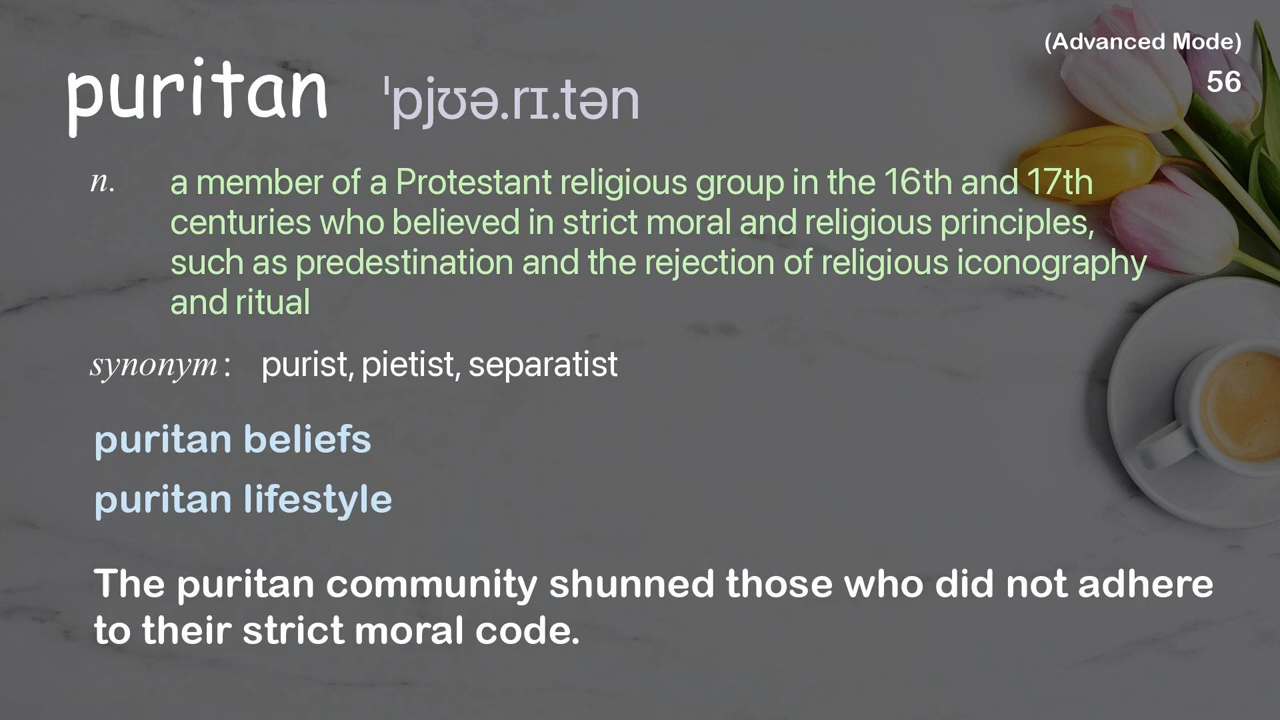 (Advanced Mode)
puritan ˈpjʊə.rɪ.tən
56
n. a member of a Protestant religious group in the 16th and 17th
centuries who believed in strict moral and religious principles,
such as predestination and the rejection of religious iconography
and ritual
synonym: purist, pietist, separatist
puritan beliefs
puritan lifestyle
The puritan community shunned those who did not adhere
to their strict moral code.